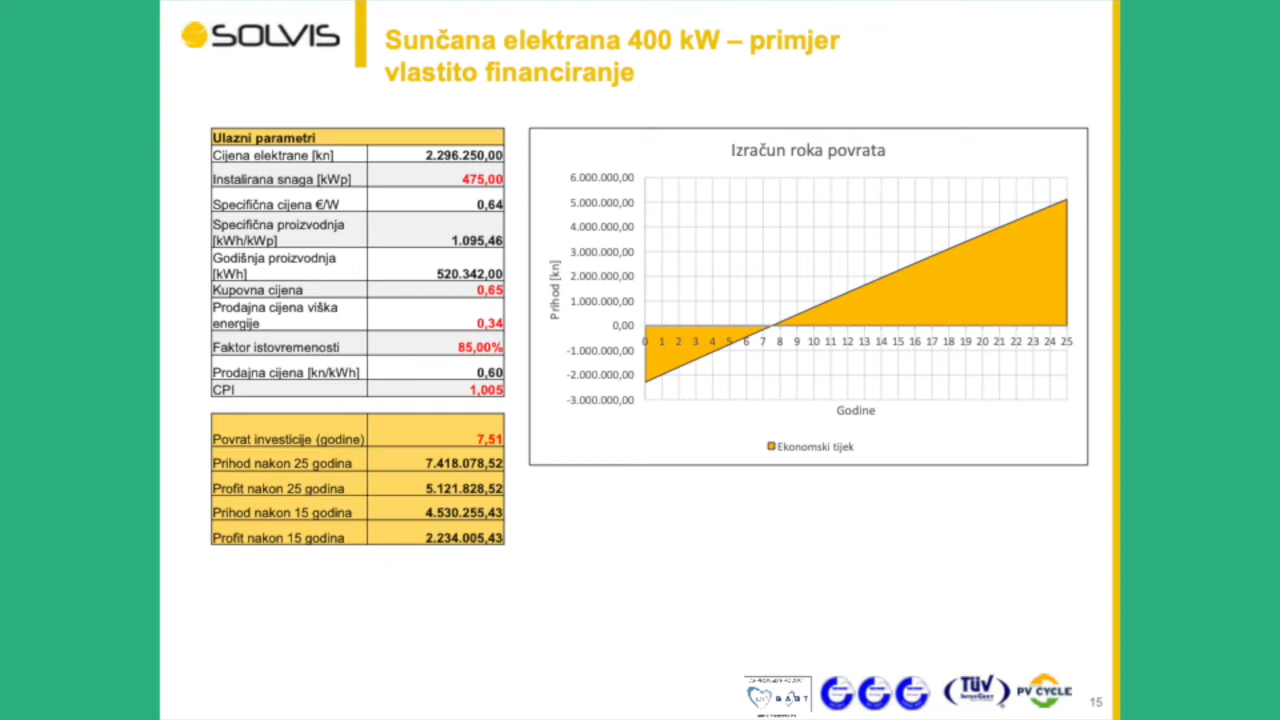 SOLVIS
Sunčana elektrana 400 kW – primjer
vlastito financiranje
Ulazni parametri
Cijena elektrane [kn] 2.296.250,00
Instalirana snaga [kWp] 475,00
Specifična cijena €/W 0,64
Specifična proizvodnja
[kWh/kWp] 1.095,46
Godišnja proizvodnja
[kWh] 520.342,00
Kupovna cijena 0,65
Prodajna cijena viška
energije 0,34
Faktor istovremenosti 85,00%
Prodajna cijena [kn/kWh] 0,60
CPI 1,005
Povrat investicije (godine) 7,51
Prihod nakon 25 godina 7.418.078,52
Profit nakon 25 godina 5.121.828,52
Prihod nakon 15 godina 4.530.255,43
Profit nakon 15 godina 2.234.005,43
Izračun roka povrata
6.000.000,00
5.000.000,00
4.000.000,00
3.000.000,00
2.000.000,00
1.000.000,00
0,00
-1.000.000,00
-2.000.000,00
-3.000.000,00
Prihod [kn]
0 1 2 3 4 5 6 7 8 9 10 11 12 13 14 15 16 17 18 19 20 21 22 23 24 25
Godine
Ekonomski tijek
TÜV
PV CYCLE
15